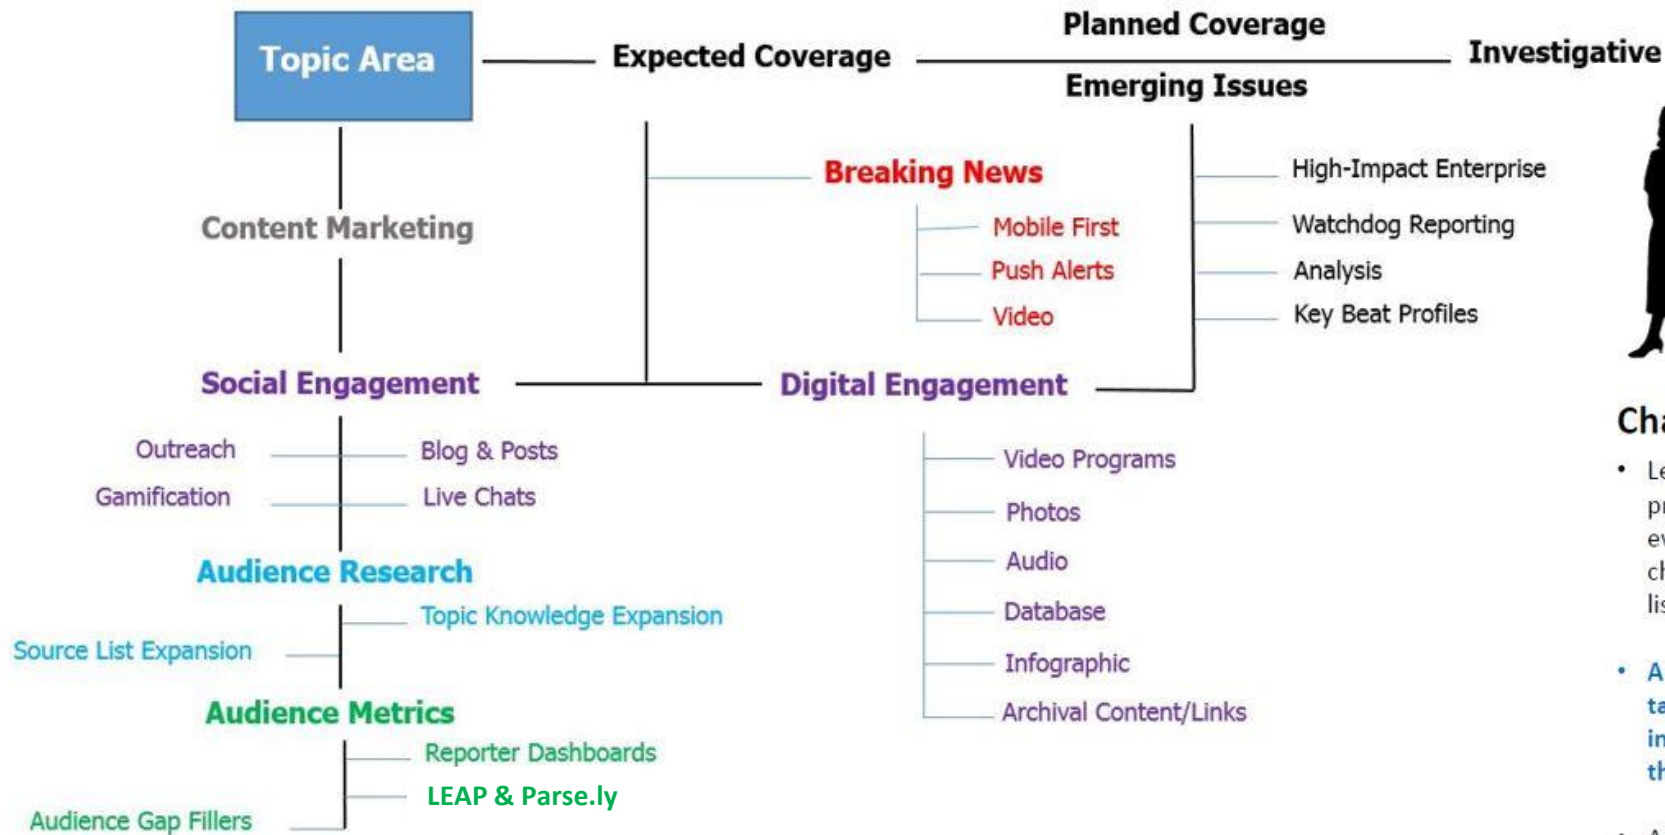 Topic Area
Expected Coverage
Planned Coverage
Emerging Issues
Investigative
Breaking News
Mobile First
Push Alerts
Video
High-Impact Enterprise
Watchdog Reporting
Analysis
Key Beat Profiles
Content Marketing
Social Engagement
Digital Engagement
Outreach
Blog & Posts
Gamification
Live Chats
Video Programs
Photos
Audio
Database
Infographic
Archival Content/Links
Audience Research
Topic Knowledge Expansion
Source List Expansion
Audience Metrics
Reporter Dashboards
LEAP & Parse.ly
Audience Gap Fillers